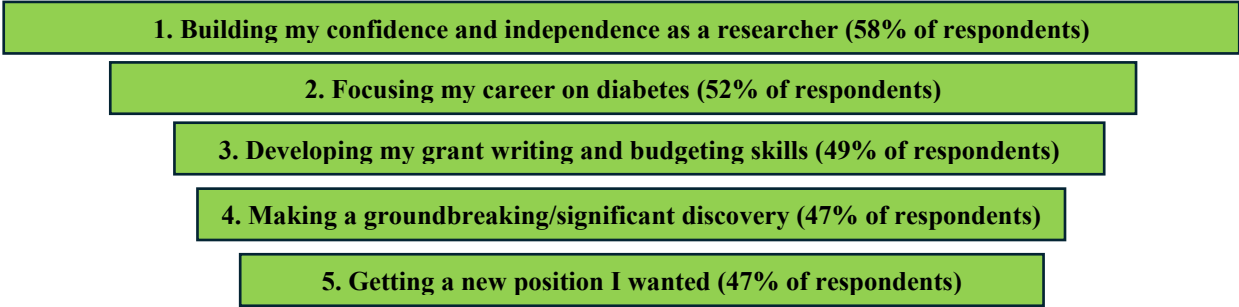 1. Building my confidence and independence as a researcher (58% of respondents)
2. Focusing my career on diabetes (52% of respondents)
3. Developing my grant writing and budgeting skills (49% of respondents)
4. Making a groundbreaking/significant discovery (47% of respondents)
5. Getting a new position I wanted (47% of respondents)